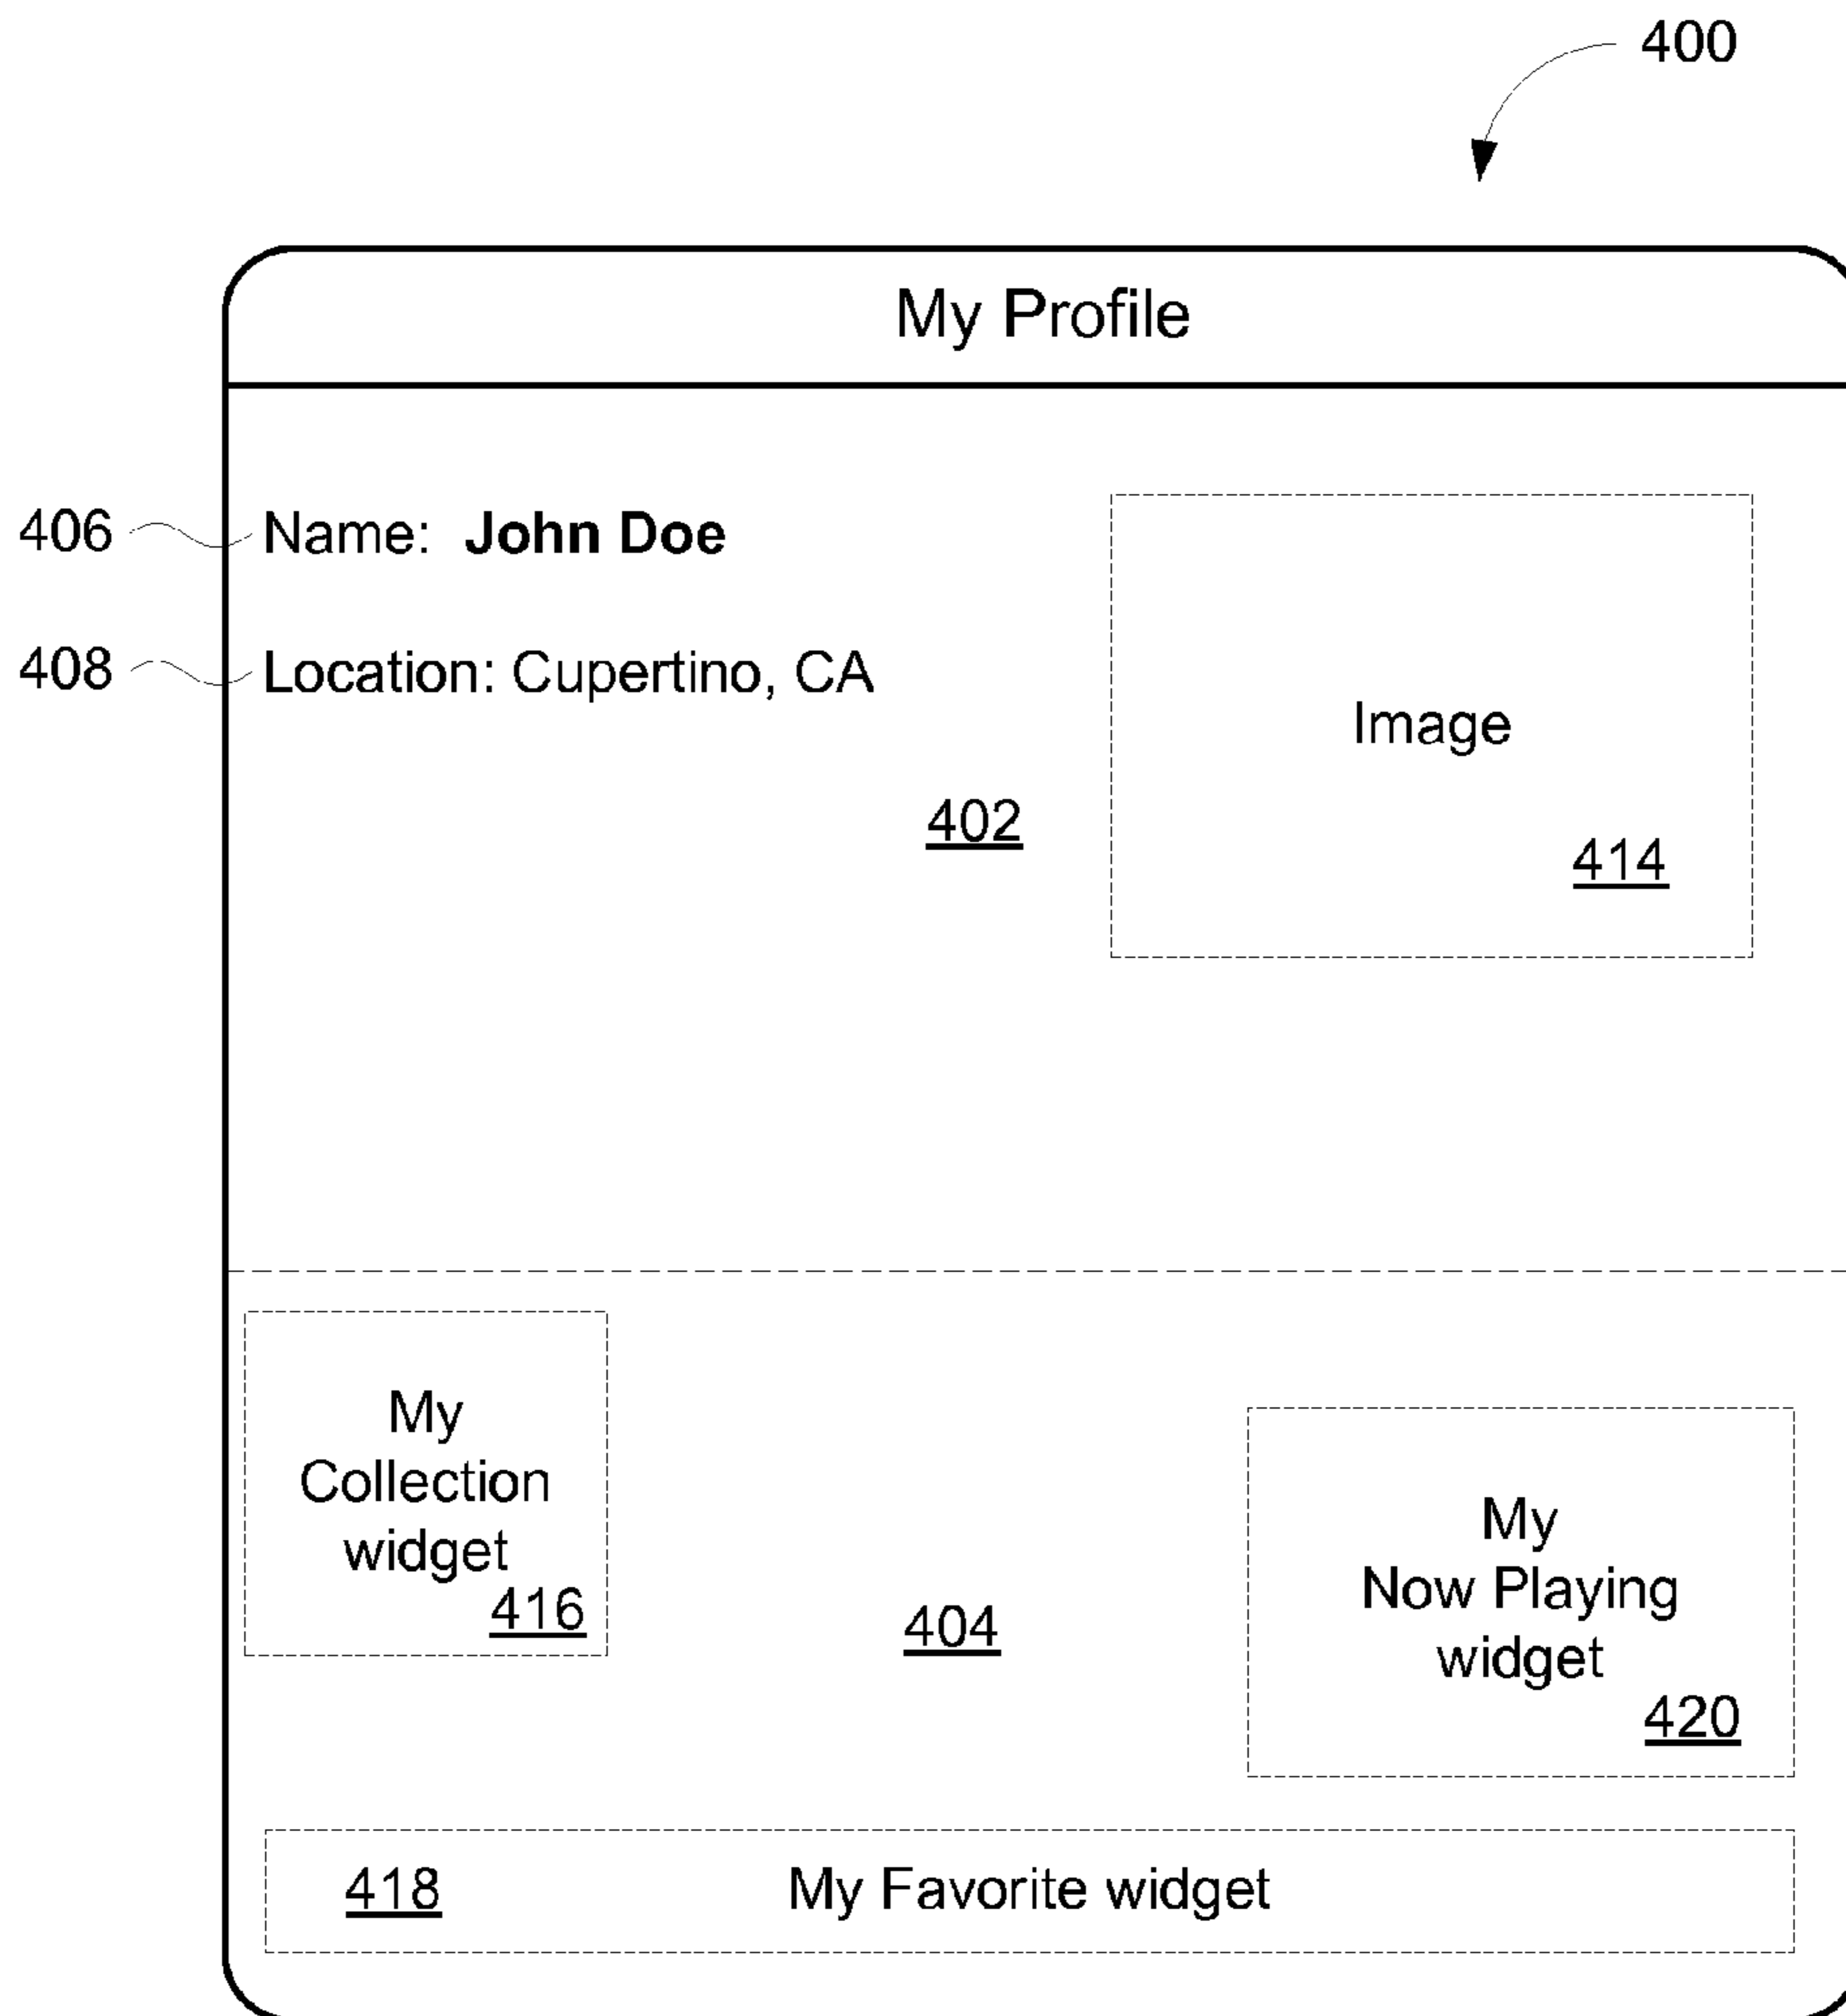 400
My Profile
406 Name: John Doe
408 Location: Cupertino, CA
Image
402
414
My
Collection
widget
416
My
Now Playing
widget
404
420
418 My Favorite widget